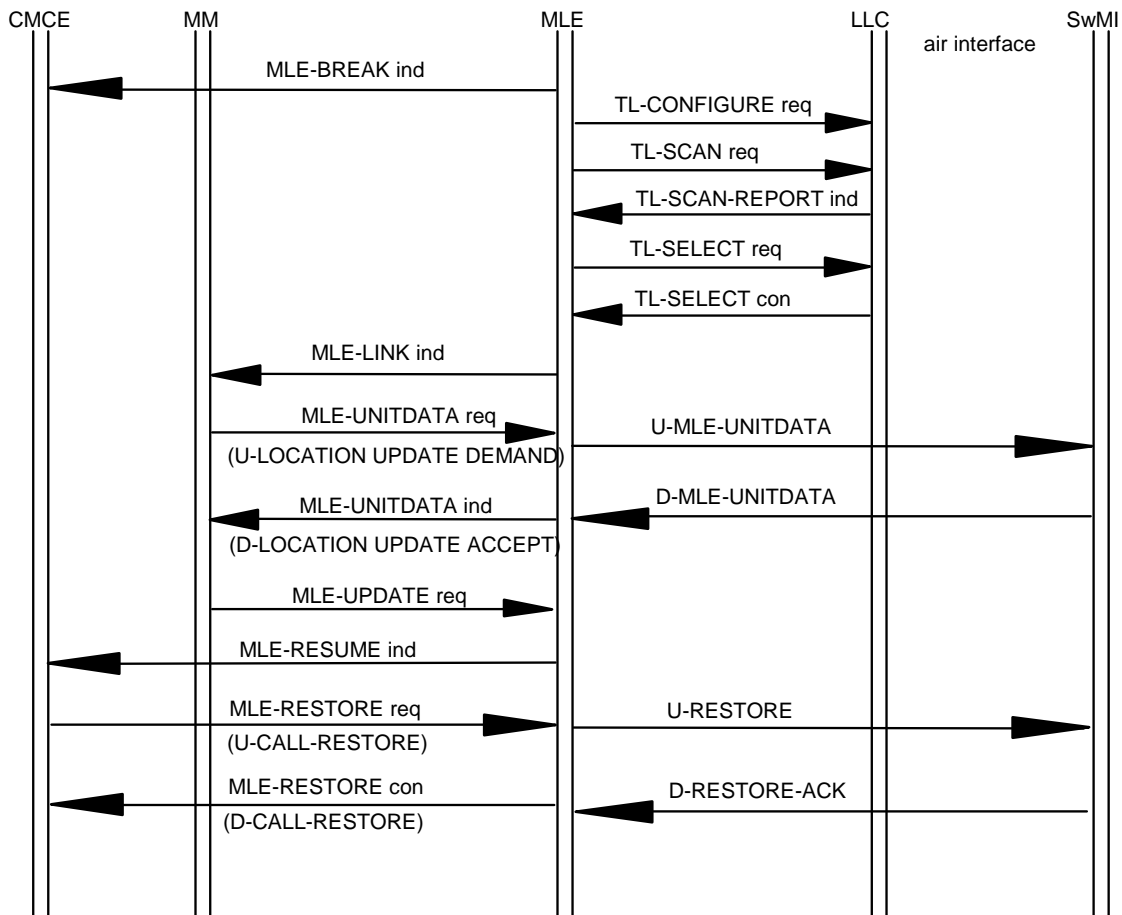 CMCE MM MLE LLC SwMI
air interface
MLE-BREAK ind
TL-CONFIGURE req
TL-SCAN req
TL-SCAN-REPORT ind
TL-SELECT req
TL-SELECT con
MLE-LINK ind
MLE-UNITDATA req
U-MLE-UNITDATA
(U-LOCATION UPDATE DEMAND)
D-MLE-UNITDATA
MLE-UNITDATA ind
(D-LOCATION UPDATE ACCEPT)
MLE-UPDATE req
MLE-RESUME ind
MLE-RESTORE req
U-RESTORE
(U-CALL-RESTORE)
MLE-RESTORE con
D-RESTORE-ACK
(D-CALL-RESTORE)